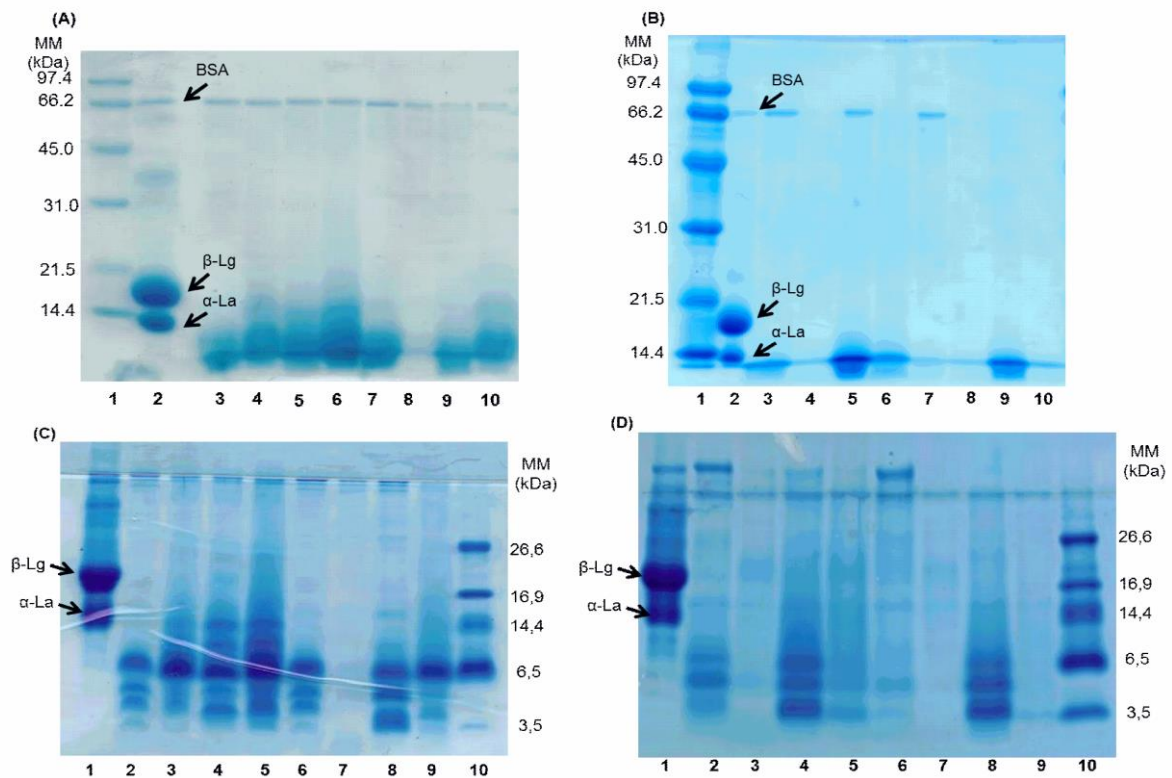 (A)
MM
(kDa)
97.4
66.2
45.0
31.0
21.5
14.4
BSA
β-Lg
α-La
1 2 3 4 5 6 7 8 9 10
(B)
MM
(kDa)
97.4
66.2
45.0
31.0
21.5
14.4
BSA
β-Lg
α-La
1 2 3 4 5 6 7 8 9 10
(C)
β-Lg
α-La
MM
(kDa)
26,6
16,9
14,4
6,5
3,5
1 2 3 4 5 6 7 8 9 10
(D)
β-Lg
α-La
MM
(kDa)
26,6
16,9
14,4
6,5
3,5
1 2 3 4 5 6 7 8 9 10